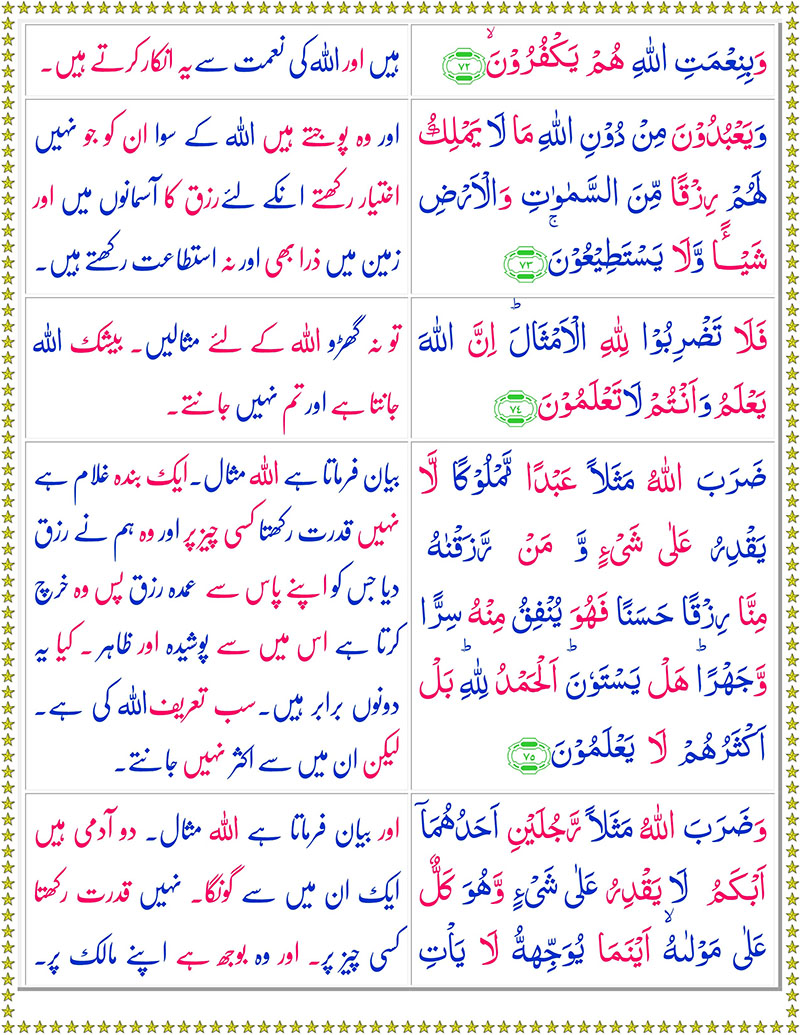 وَبِنِعْمَتِ اللّٰهِ هُمْ يَكْفُرُوْنَۙ ﴿٧٢﴾
ہیں اور اللہ کی نعمت سے یہ انکار کرتے ہیں۔
وَيَعْبُدُوْنَ مِنْ دُوْنِ اللّٰهِ مَا لَا يَمْلِكُ
لَهُمْ رِزْقًا مِّنَ السَّمٰوٰتِ وَالْاَرْضِ
شَيْـــًٔا وَّلَا يَسْتَطِيْعُوْنَۚ ﴿٧٣﴾
اور وہ پوجتے ہیں اللہ کے سوا ان کو جو نہیں
اختیار رکھتے انکے لئے رزق کا آسمانوں میں اور
زمین میں ذرا بھی اور نہ استطاعت رکھتے ہیں۔
فَلَا تَضْرِبُوْا لِلّٰهِ الْاَمْثَالَؕ اِنَّ اللّٰهَ
يَعْلَمُ وَاَنْتُمْ لَا تَعْلَمُوْنَ ﴿٧٤﴾
تو نہ گھڑو اللہ کے لئے مثالیں۔ بیشک اللہ
جانتا ہے اور تم نہیں جانتے۔
ضَرَبَ اللّٰهُ مَثَلًا عَبْدًا مَّمْلُوْكًا لَّا
يَقْدِرُ عَلٰى شَىْءٍ وَّ مَنْ رَّزَقْنٰهُ
مِنَّا رِزْقًا حَسَنًا فَهُوَ يُنْفِقُ مِنْهُ سِرًّا
وَّجَهْرًاؕ هَلْ يَسْتَوٗنَؕ اَلْحَمْدُ لِلّٰهِؕ بَلْ
اَكْثَرُهُمْ لَا يَعْلَمُوْنَ ﴿٧٥﴾
بیان فرماتا ہے اللہ مثال۔ ایک بندہ غلام ہے
نہیں قدرت رکھتا کسی چیز پر اور وہ ہم نے رزق
دیا جس کو اپنے پاس سے عمدہ رزق پس وہ خرچ
کرتا ہے اس میں سے پوشیدہ اور ظاہر ۔ کیا یہ
دونوں برابر ہیں۔ سب تعریف اللہ کی ہے۔
لیکن ان میں سے اکثر نہیں جانتے۔
وَضَرَبَ اللّٰهُ مَثَلًا رَّجُلَيْنِ اَحَدُهُمَاۤ
اَبْكَمُ لَا يَقْدِرُ عَلٰى شَىْءٍ وَّهُوَ كَلٌّ
عَلٰى مَوْلٰٮهُۙ اَيْنَمَا يُوَجِّههُّ لَا يَاْتِ
اور بیان فرماتا ہے اللہ مثال۔ دو آدمی ہیں
ایک ان میں سے گونگا۔ نہیں قدرت رکھتا
کسی چیز پر۔ اور وہ بوجھ ہے اپنے مالک پر۔